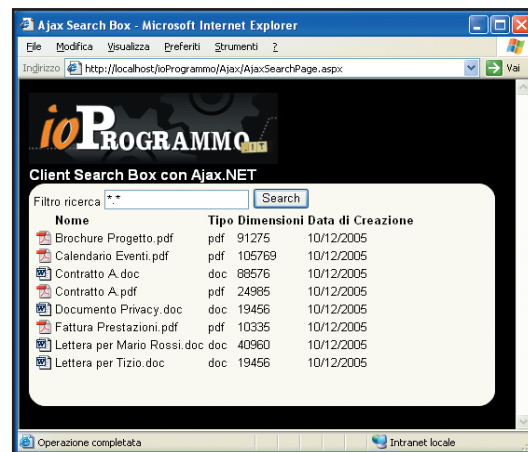 Ajax Search Box - Microsoft Internet Explorer
File Modifica Visualizza Preferiti Strumenti ?
Indirizzo http://localhost/ioProgrammo/Ajax/AjaxSearchPage.aspx Vai
ioPROGRAMMO.IT
Client Search Box con Ajax.NET
Filtro ricerca *.* Search
Nome Tipo Dimensioni Data di Creazione
Brochure Progetto.pdf pdf 91275 10/12/2005
Calendario Eventi.pdf pdf 105769 10/12/2005
Contratto A.doc doc 88576 10/12/2005
Contratto A.pdf pdf 24985 10/12/2005
Documento Privacy.doc doc 19456 10/12/2005
Fattura Prestazioni.pdf pdf 10335 10/12/2005
Lettera per Mario Rossi.doc doc 40960 10/12/2005
Lettera per Tizio.doc doc 19456 10/12/2005
Operazione completata Intranet locale